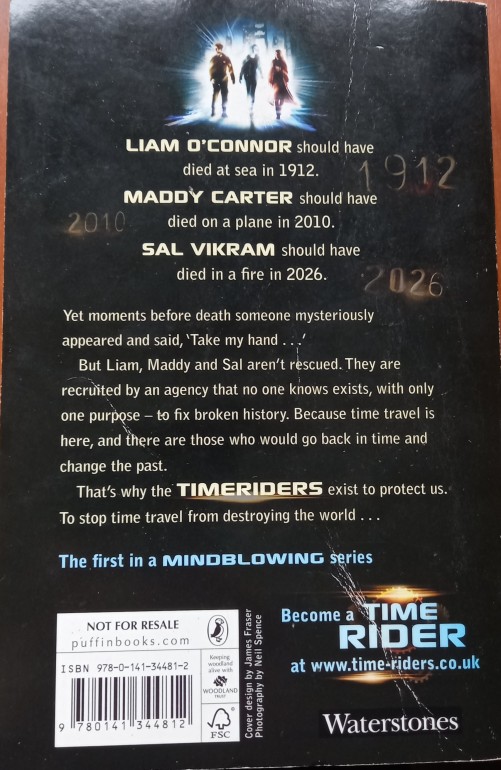 LIAM O'CONNOR should have
died at sea in 1912.
1912
MADDY CARTER should have
2010
died on a plane in 2010.
SAL VIKRAM should have
died in a fire in 2026.
2026
Yet moments before death someone mysteriously
appeared and said, 'Take my hand . . .'
But Liam, Maddy and Sal aren't rescued. They are
recruited by an agency that no one knows exists, with only
one purpose – to fix broken history. Because time travel is
here, and there are those who would go back in time and
change the past.
That's why the TIMERIDERS exist to protect us.
To stop time travel from destroying the world . . .
The first in a MINDBLOWING series
NOT FOR RESALE
puffinbooks.com
ISBN 978-0-141-34481-2
9 780141 344812
Keeping
woodland
alive with
WOODLAND
TRUST
FSC
Cover design by James Fraser
Photography by Neil Spence
Become a TIME
RIDER
at www.time-riders.co.uk
Waterstones